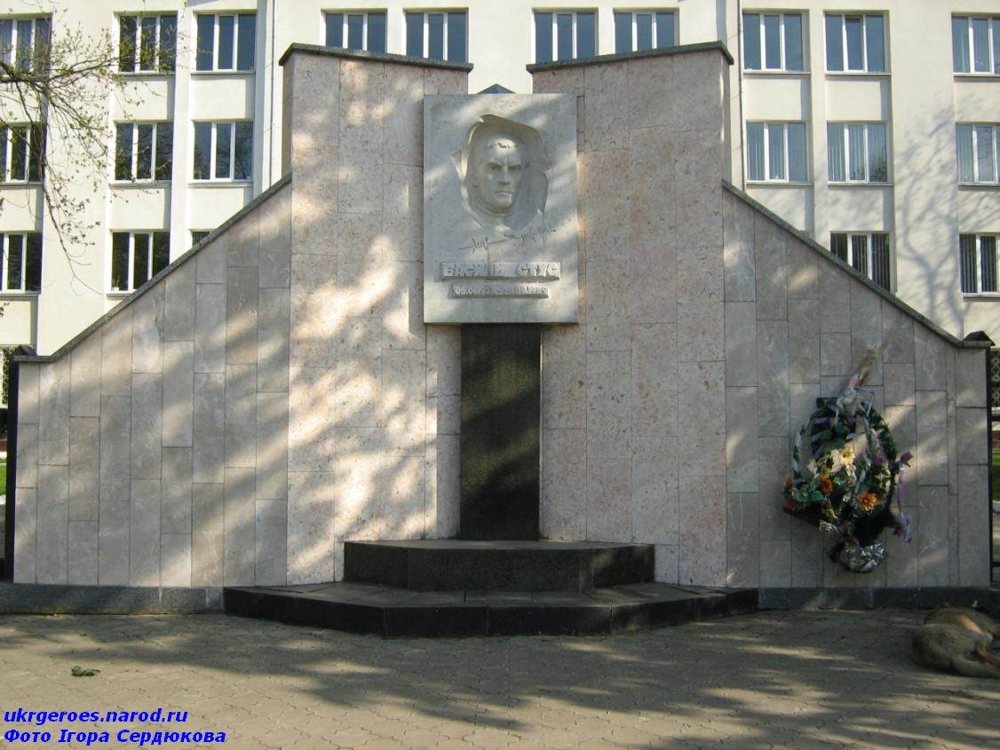 ВАСИЛЬ СТУС
ukrgeroes.narod.ru
Фото Ігора Сердюкова